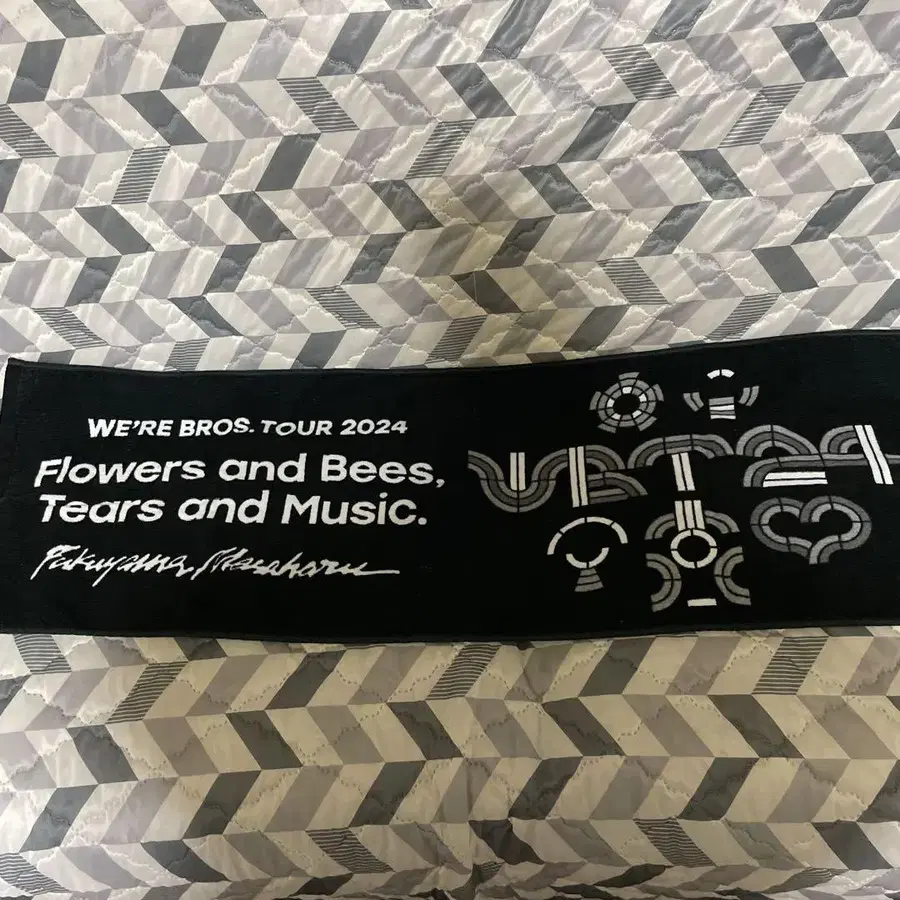 WE'RE BROS. TOUR 2024
Flowers and Bees,
Tears and Music.
Fukuyama Masaharu